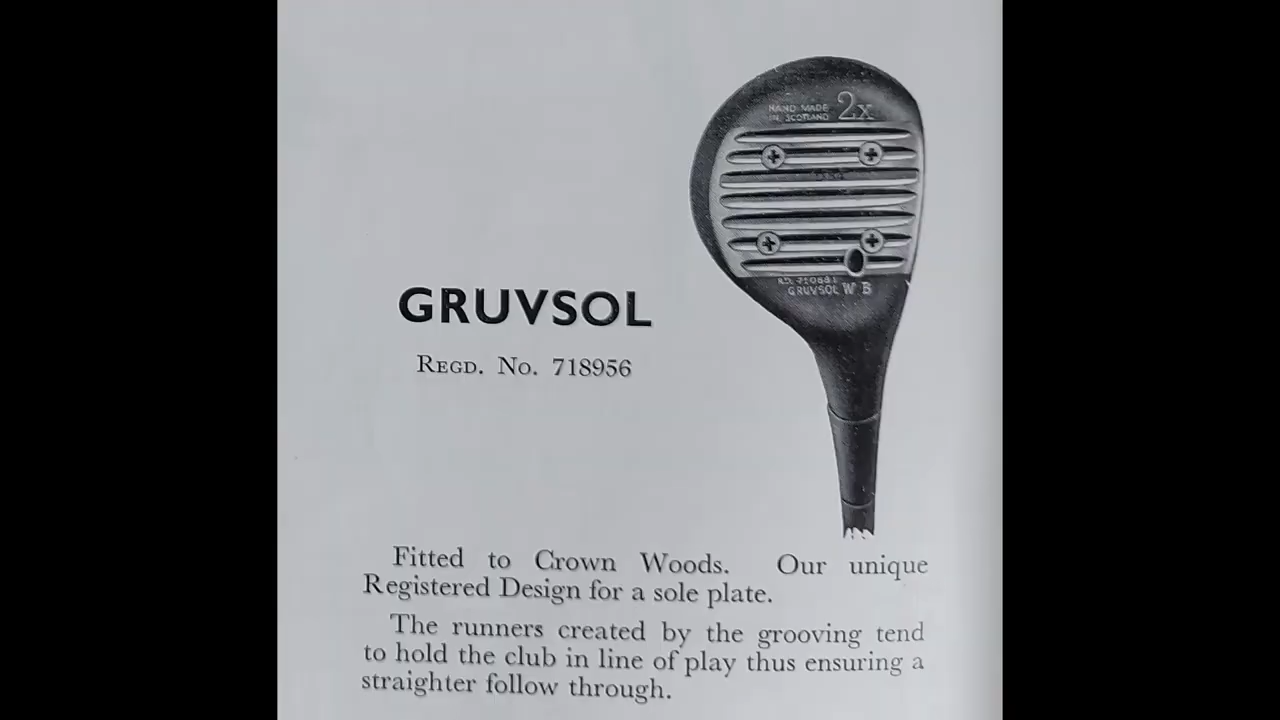 HAND MADE 2X
IN SCOTLAND
GRUVSOL W B
GRUVSOL
REGD. No. 718956
Fitted to Crown Woods. Our unique
Registered Design for a sole plate.
The runners created by the grooving tend
to hold the club in line of play thus ensuring a
straighter follow through.